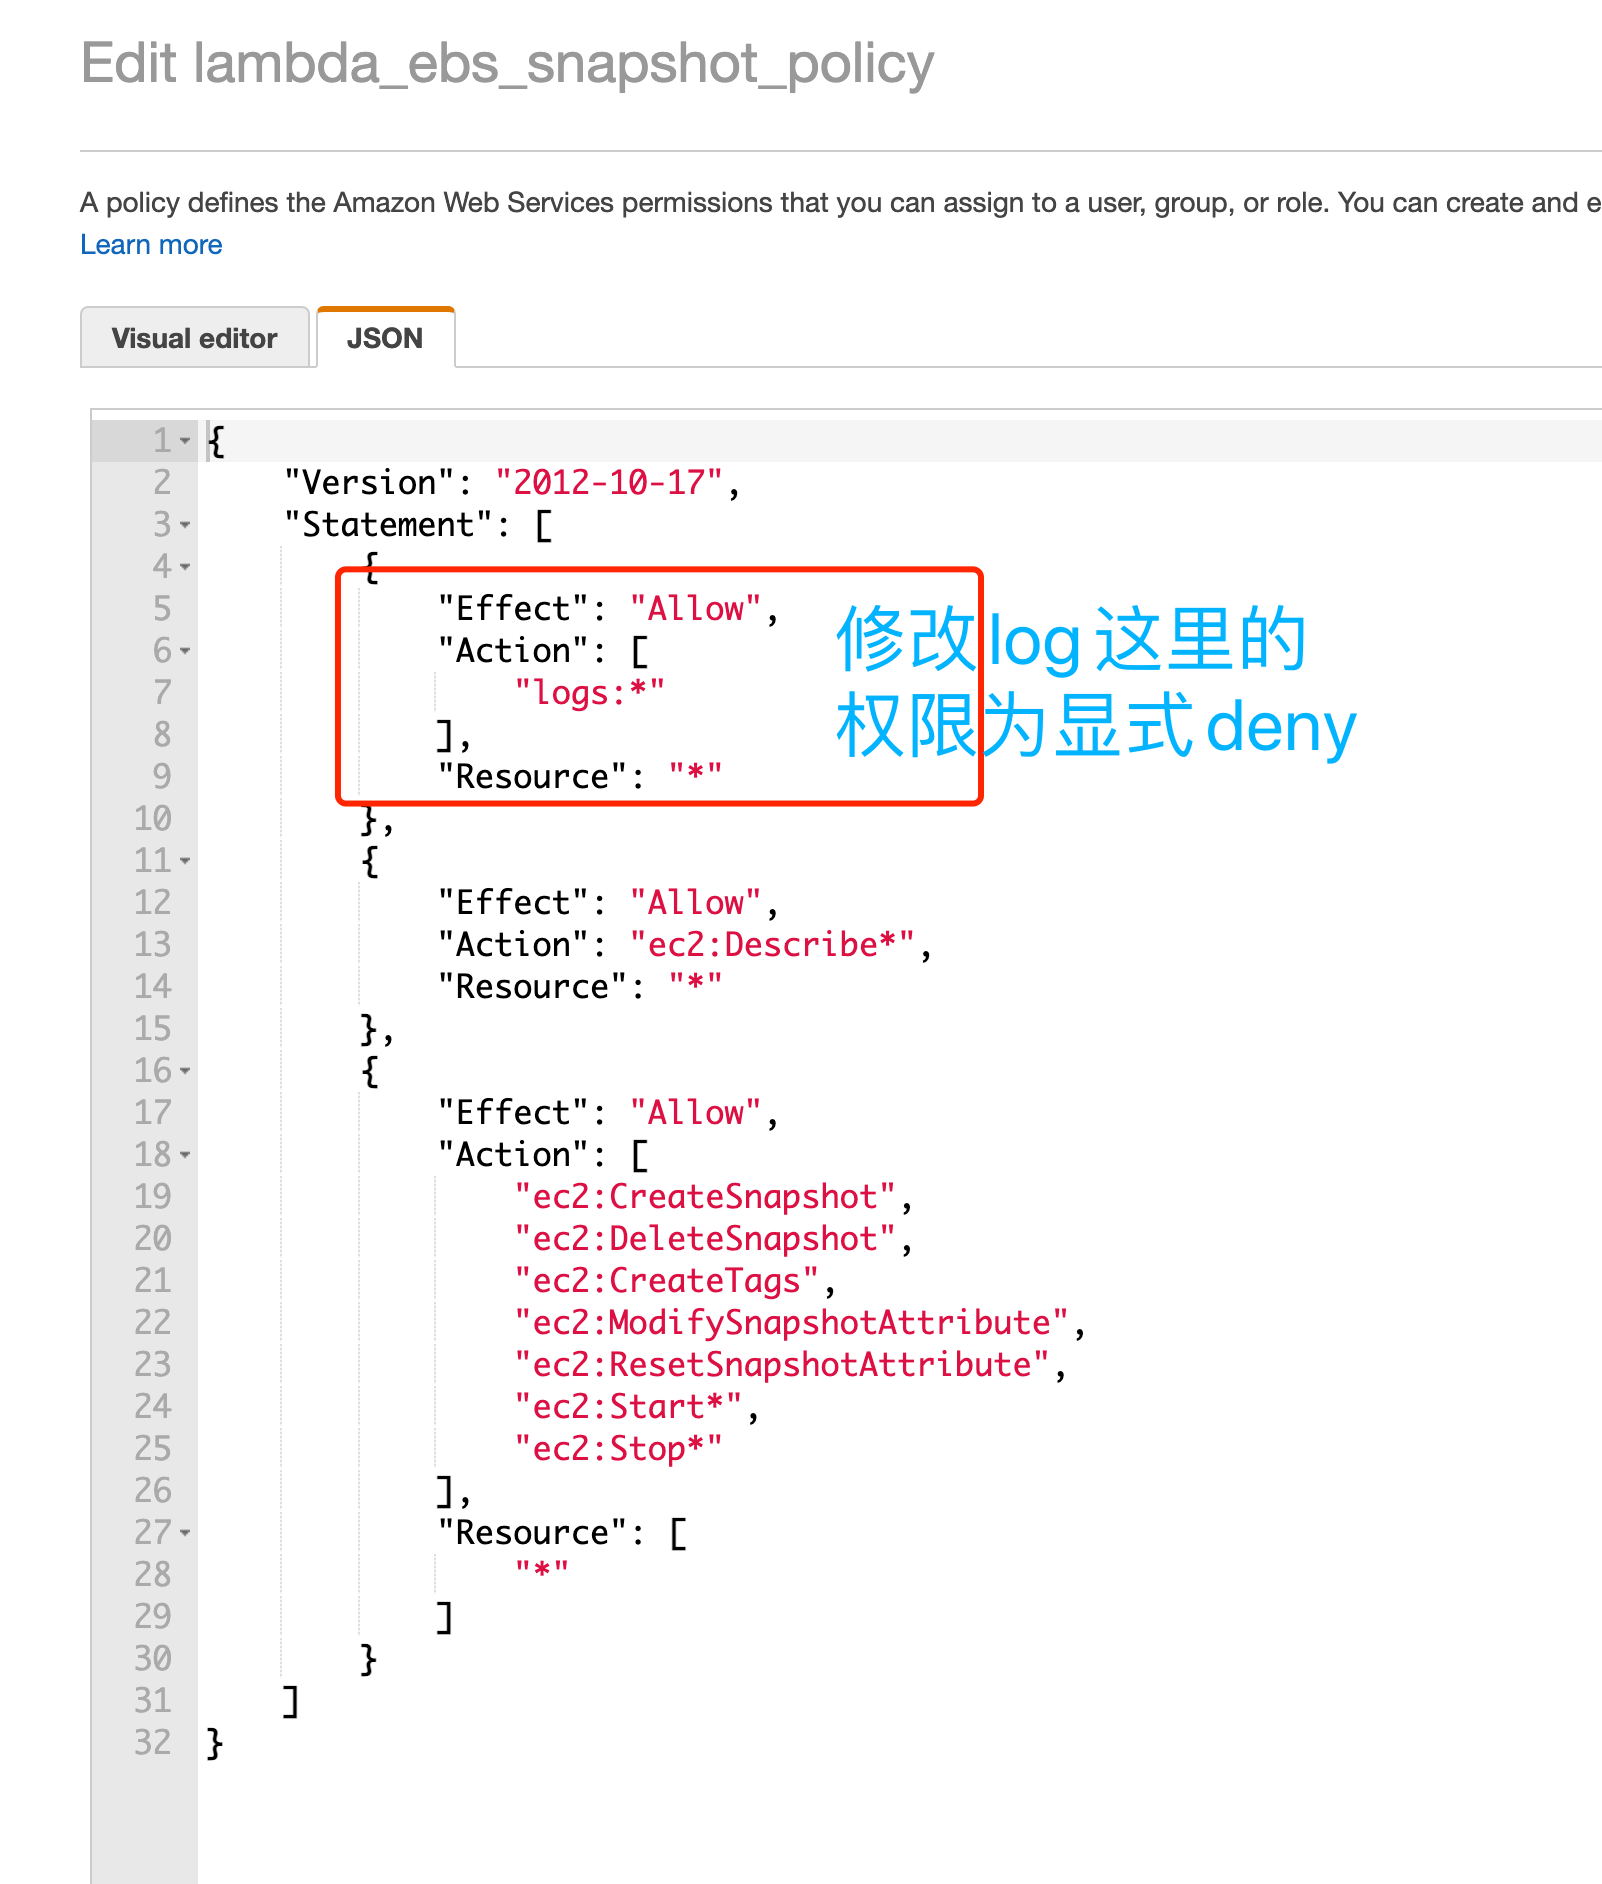 Edit lambda_ebs_snapshot_policy
A policy defines the Amazon Web Services permissions that you can assign to a user, group, or role. You can create and e
Learn more
Visual editor JSON
1 {
2 "Version": "2012-10-17",
3 "Statement": [
4 {
5 "Effect": "Allow",
6 "Action": [
7 "logs:*"
8 ],
9 "Resource": "*"
修改log这里的
权限为显式deny
10 },
11 {
12 "Effect": "Allow",
13 "Action": "ec2:Describe*",
14 "Resource": "*"
15 },
16 {
17 "Effect": "Allow",
18 "Action": [
19 "ec2:CreateSnapshot",
20 "ec2:DeleteSnapshot",
21 "ec2:CreateTags",
22 "ec2:ModifySnapshotAttribute",
23 "ec2:ResetSnapshotAttribute",
24 "ec2:Start*",
25 "ec2:Stop*"
26 ],
27 "Resource": [
28 "*"
29 ]
30 }
31 ]
32 }